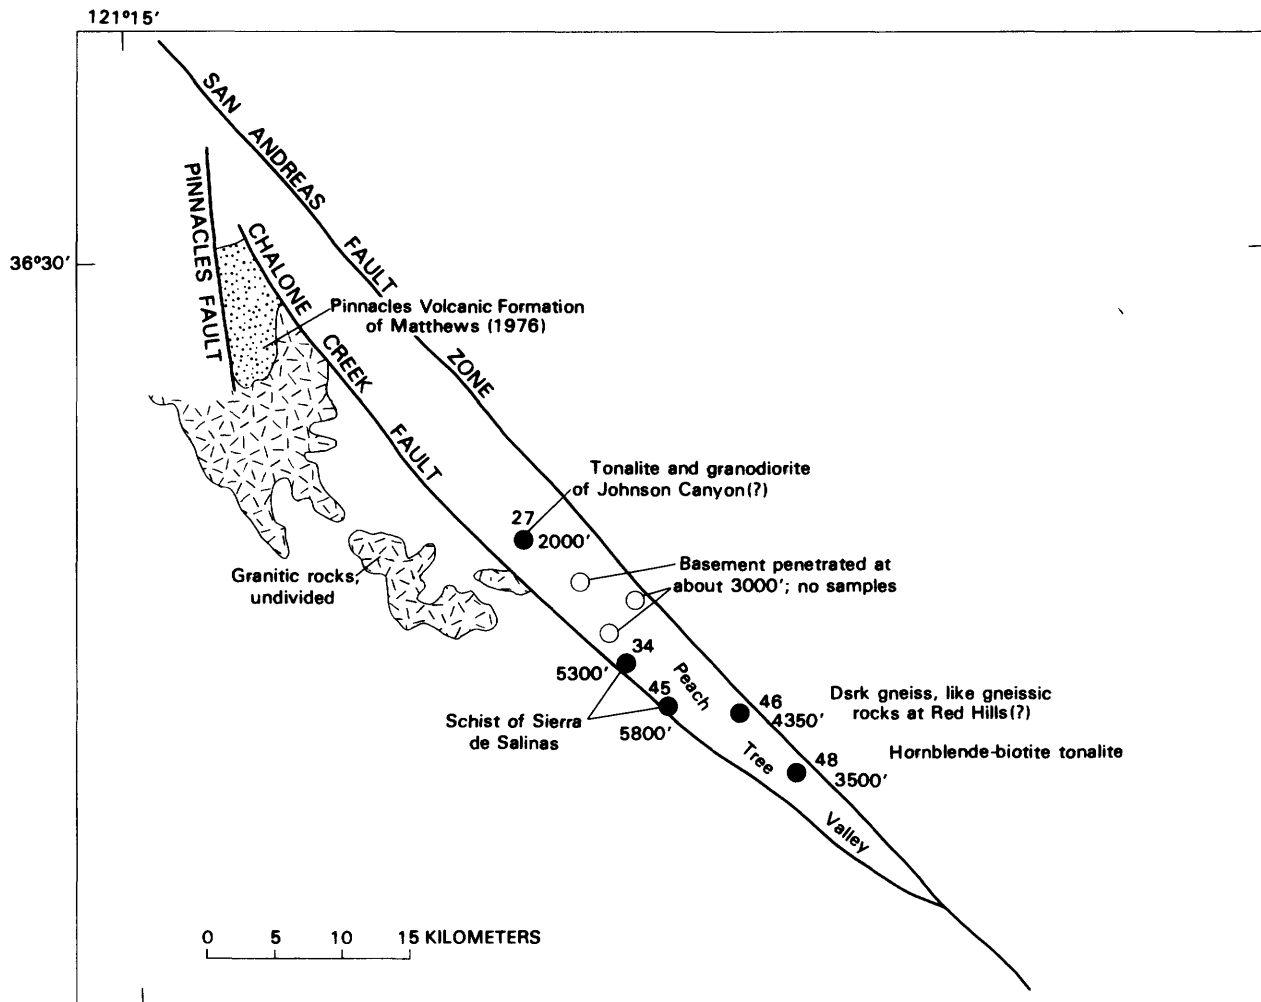 121°15′
SAN ANDREAS FAULT ZONE
PINNACLES FAULT
36°30′
CHALONE CREEK FAULT
Pinnacles Volcanic Formation
of Matthews (1976)
Tonalite and granodiorite
of Johnson Canyon(?)
27
2000′
Basement penetrated at
about 3000′; no samples
Granitic rocks,
undivided
34
5300′
45
5800′
Schist of Sierra
de Salinas
Peach Tree Valley
46
4350′
Dsrk gneiss, like gneissic
rocks at Red Hills(?)
48
3500′
Hornblende-biotite tonalite
0 5 10 15 KILOMETERS